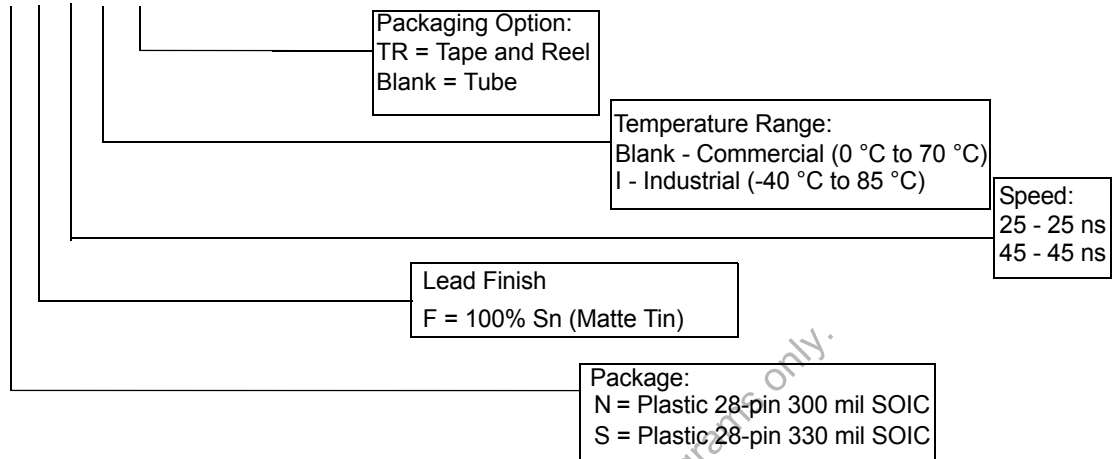 Packaging Option:
TR = Tape and Reel
Blank = Tube
Temperature Range:
Blank - Commercial (0 °C to 70 °C)
I - Industrial (-40 °C to 85 °C)
Speed:
25 - 25 ns
45 - 45 ns
Lead Finish
F = 100% Sn (Matte Tin)
only.
Package:
N = Plastic 28-pin 300 mil SOIC
S = Plastic 28-pin 330 mil SOIC